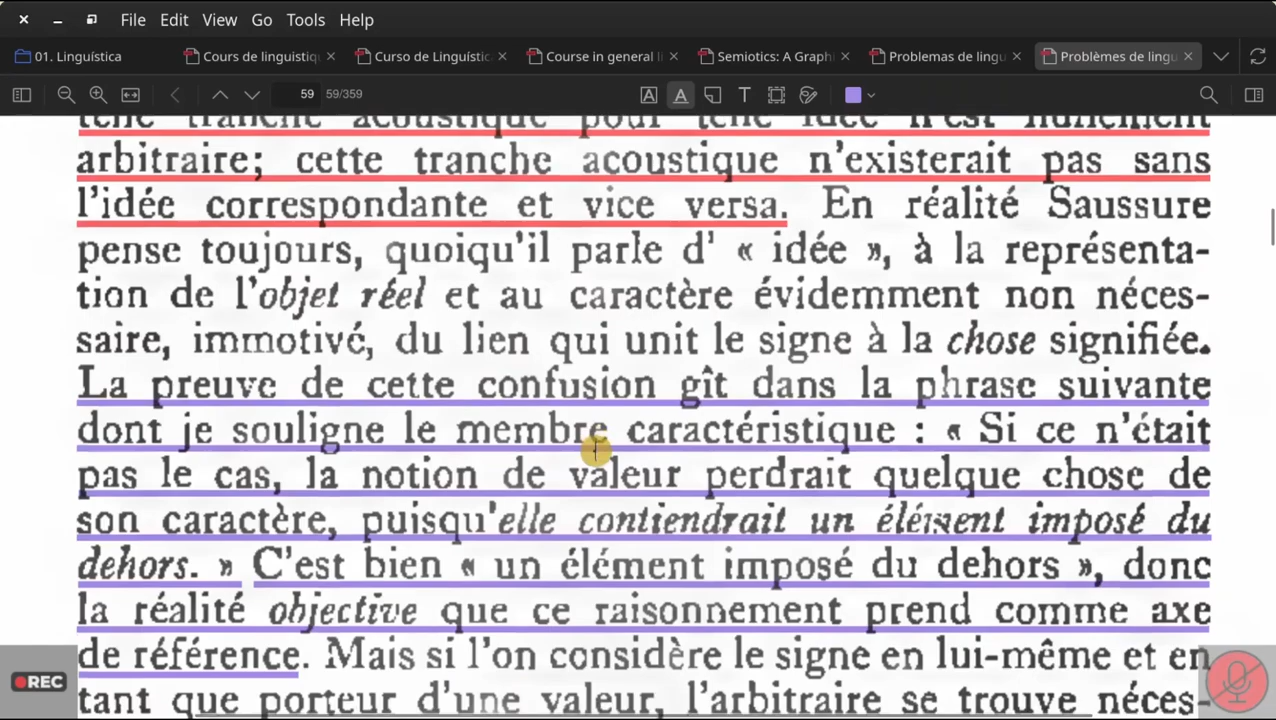 File Edit View Go Tools Help
01. Linguística Cours de linguistiq Curso de Linguístic Course in general li Semiotics: A Graphi Problemas de lingu Problèmes de lingu
59 59/359
telle tranche acoustique pour telle idée n'est nullement
arbitraire; cette tranche acoustique n'existerait pas sans
l'idée correspondante et vice versa. En réalité Saussure
pense toujours, quoiqu'il parle d' « idée », à la représenta-
tion de l'objet réel et au caractère évidemment non néces-
saire, immotivé, du lien qui unit le signe à la chose signifiée.
La preuve de cette confusion gît dans la phrase suivante
dont je souligne le membre caractéristique : « Si ce n'était
pas le cas, la notion de valeur perdrait quelque chose de
son caractère, puisqu'elle contiendrait un élément imposé du
dehors. » C'est bien « un élément imposé du dehors », donc
la réalité objective que ce raisonnement prend comme axe
de référence. Mais si l'on considère le signe en lui-même et en
tant que porteur d'une valeur, l'arbitraire se trouve néces-
REC